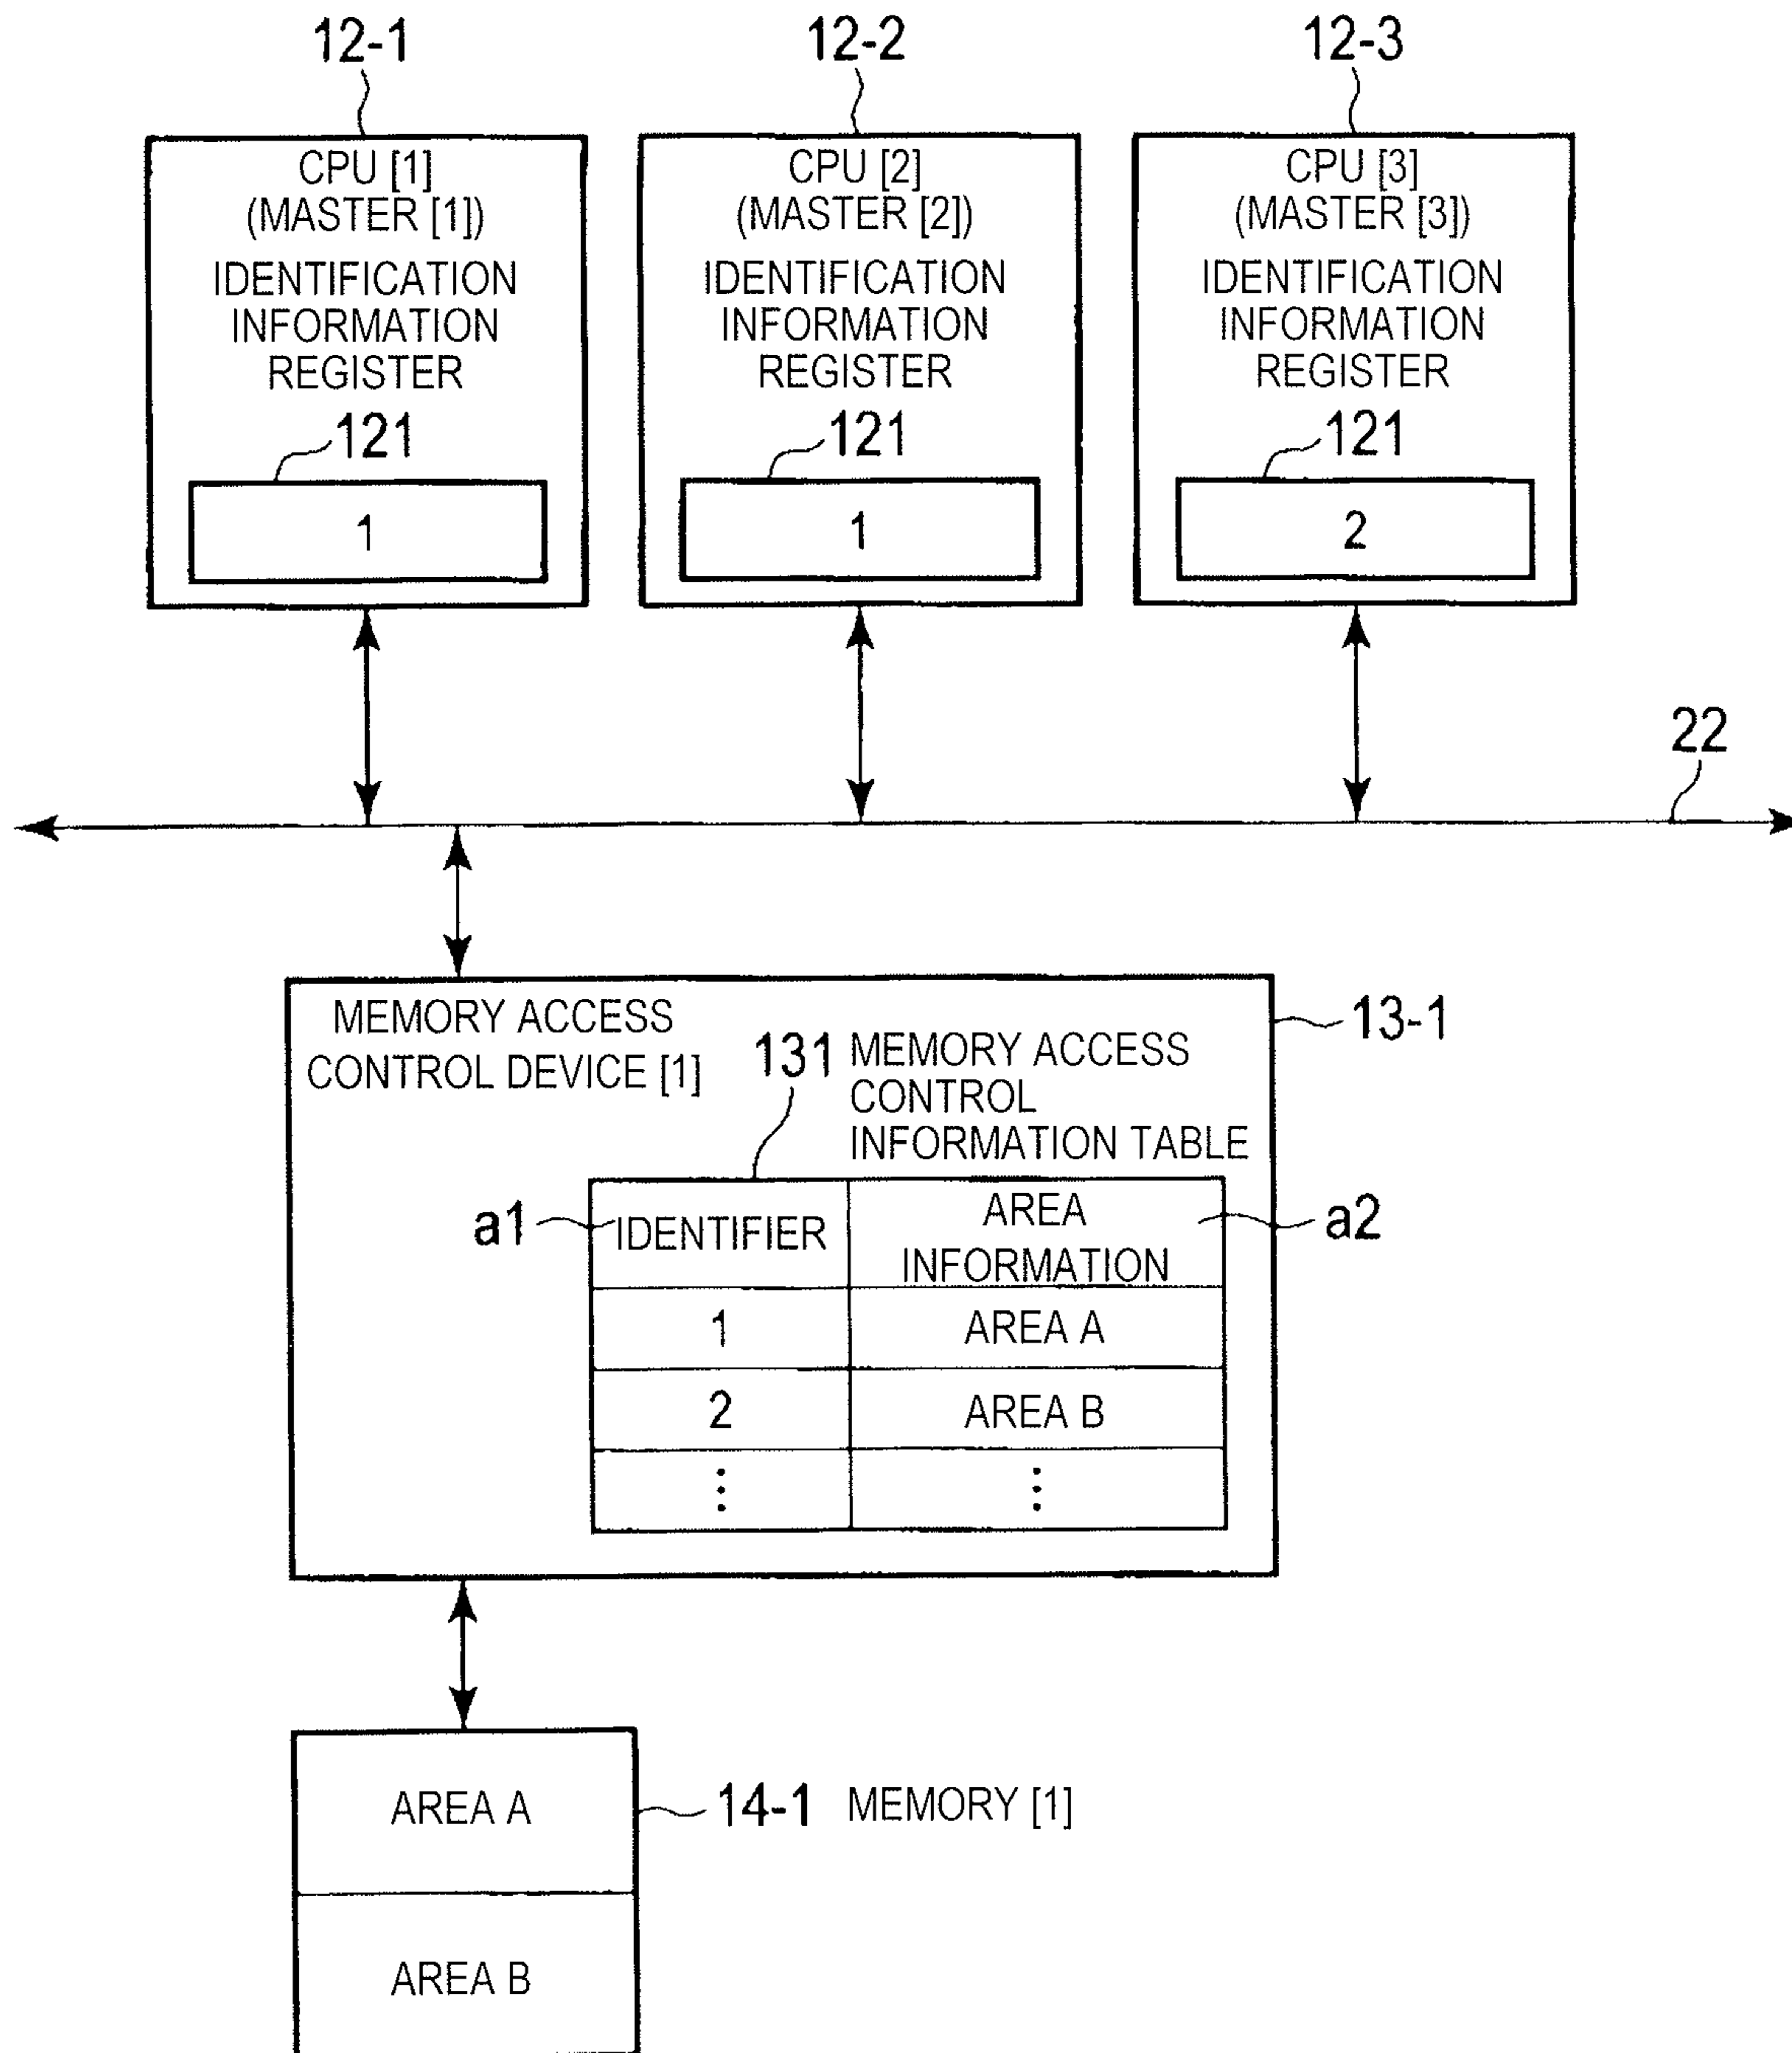 12-1
12-2
12-3
CPU [1]
(MASTER [1])
IDENTIFICATION
INFORMATION
REGISTER
121
1
CPU [2]
(MASTER [2])
IDENTIFICATION
INFORMATION
REGISTER
121
1
CPU [3]
(MASTER [3])
IDENTIFICATION
INFORMATION
REGISTER
121
2
22
MEMORY ACCESS
CONTROL DEVICE [1]
13-1
131
MEMORY ACCESS
CONTROL
INFORMATION TABLE
a1
IDENTIFIER
AREA
INFORMATION
a2
1
AREA A
2
AREA B
⋮
⋮
AREA A
14-1 MEMORY [1]
AREA B